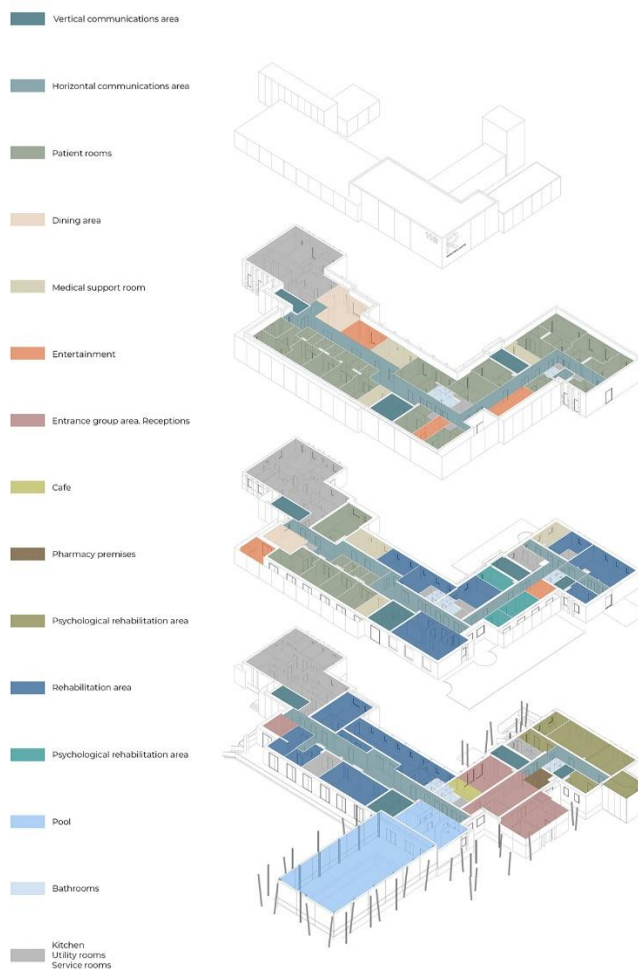 Vertical communications area
Horizontal communications area
Patient rooms
Dining area
Medical support room
Entertainment
Entrance group area. Receptions
Cafe
Pharmacy premises
Psychological rehabilitation area
Rehabilitation area
Psychological rehabilitation area
Pool
Bathrooms
Kitchen
Utility rooms
Service rooms